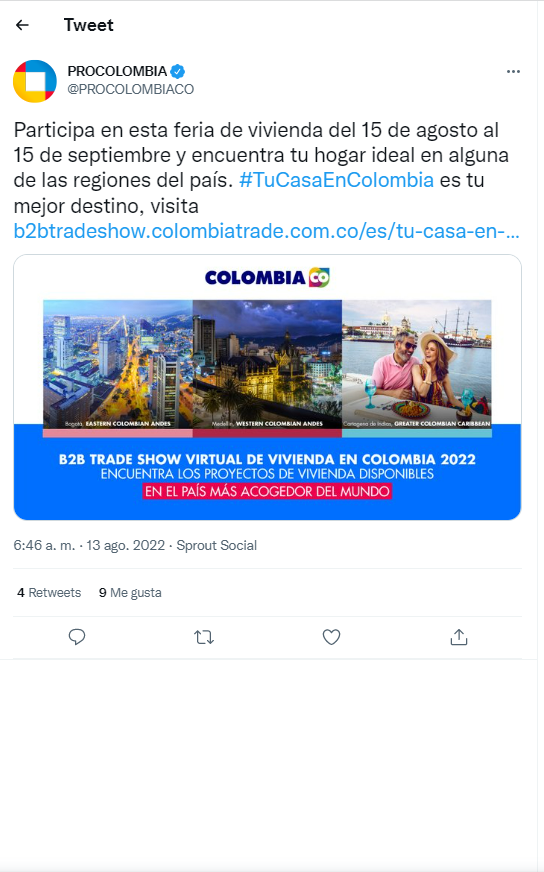 Tweet
PROCOLOMBIA
@PROCOLOMBIACO
Participa en esta feria de vivienda del 15 de agosto al
15 de septiembre y encuentra tu hogar ideal en alguna
de las regiones del país. #TuCasaEnColombia es tu
mejor destino, visita
b2btradeshow.colombiatrade.com.co/es/tu-casa-en-...
COLOMBIA CO
Bogotá, EASTERN COLOMBIAN ANDES
Medellín, WESTERN COLOMBIAN ANDES
Cartagena de Indias, GREATER COLOMBIAN CARIBBEAN
B2B TRADE SHOW VIRTUAL DE VIVIENDA EN COLOMBIA 2022
ENCUENTRA LOS PROYECTOS DE VIVIENDA DISPONIBLES
EN EL PAÍS MÁS ACOGEDOR DEL MUNDO
6:46 a. m. · 13 ago. 2022 · Sprout Social
4 Retweets 9 Me gusta